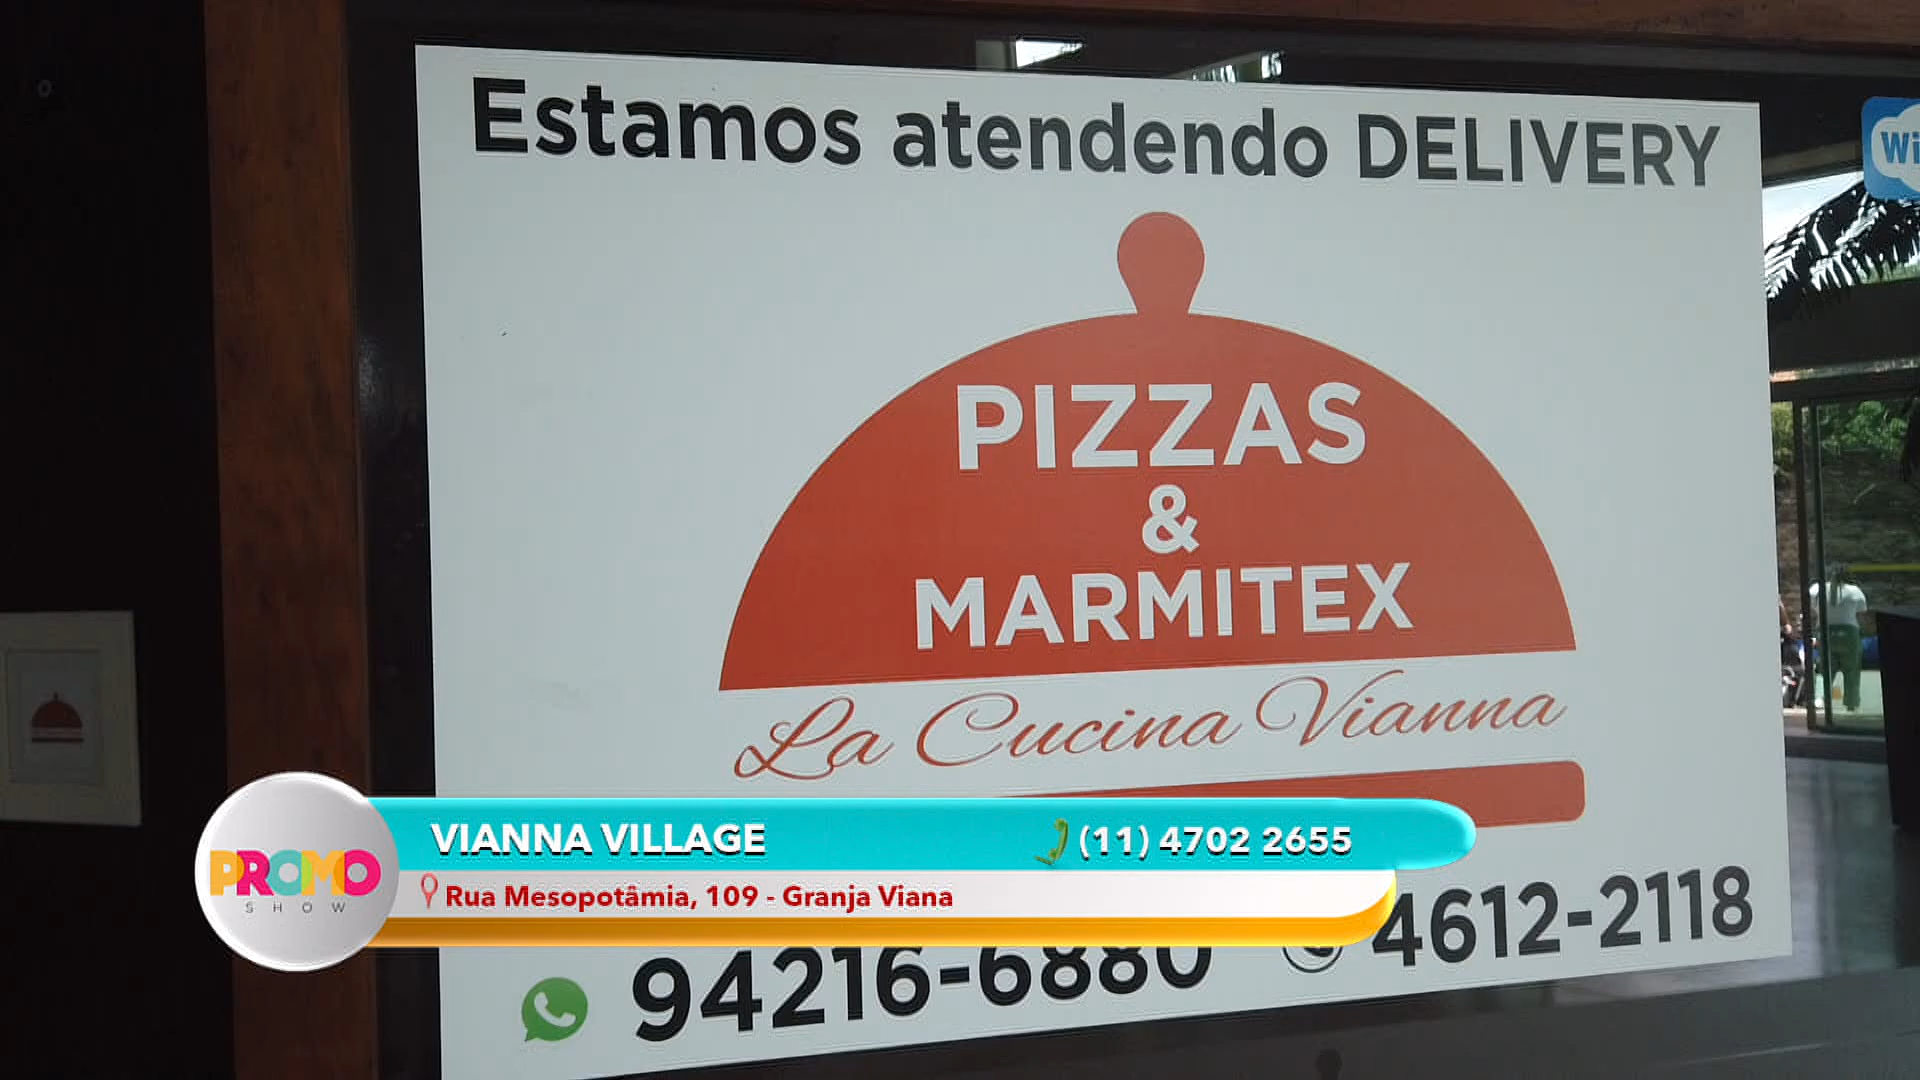 Estamos atendendo DELIVERY
Wi
PIZZAS
&
MARMITEX
La Cucina Vianna
VIANNA VILLAGE (11) 4702 2655
PROMO
SHOW
Rua Mesopotâmia, 109 - Granja Viana
94216-6880 4612-2118